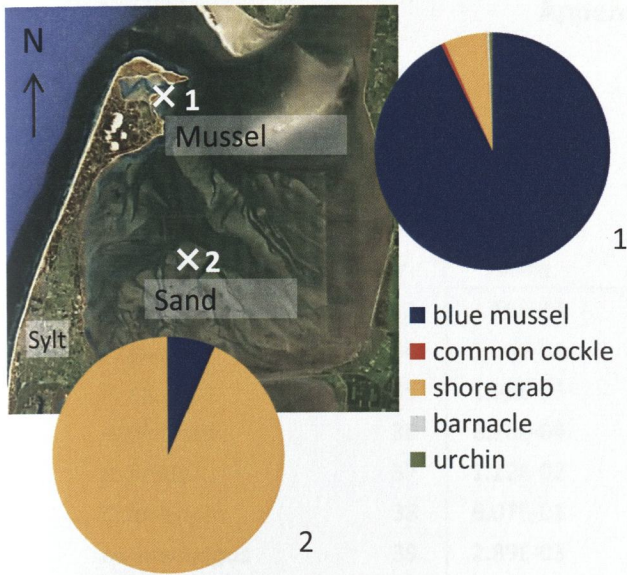 N
1
Mussel
1
2
Sand
Sylt
blue mussel
common cockle
shore crab
barnacle
urchin
2